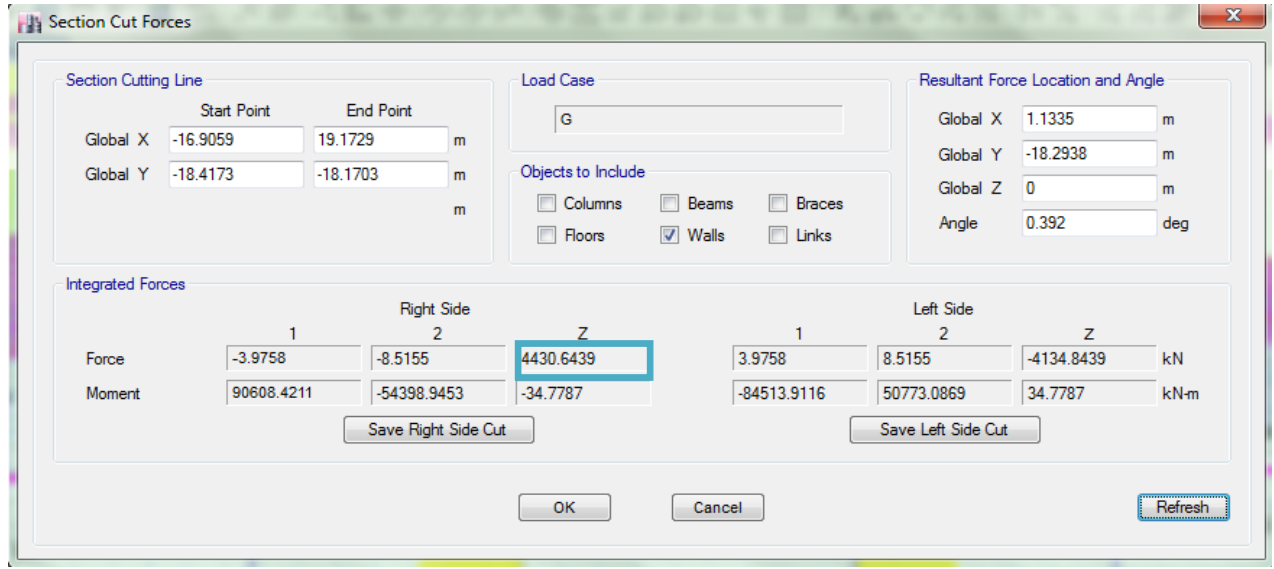 Section Cut Forces
Section Cutting Line
Start Point End Point
Global X -16.9059 19.1729 m
Global Y -18.4173 -18.1703 m
m
Load Case
G
Objects to Include
Columns Beams Braces
Floors Walls Links
Resultant Force Location and Angle
Global X 1.1335 m
Global Y -18.2938 m
Global Z 0 m
Angle 0.392 deg
Integrated Forces
Right Side Left Side
1 2 Z 1 2 Z
Force -3.9758 -8.5155 4430.6439 3.9758 8.5155 -4134.8439 kN
Moment 90608.4211 -54398.9453 -34.7787 -84513.9116 50773.0869 34.7787 kN-m
Save Right Side Cut Save Left Side Cut
OK Cancel Refresh